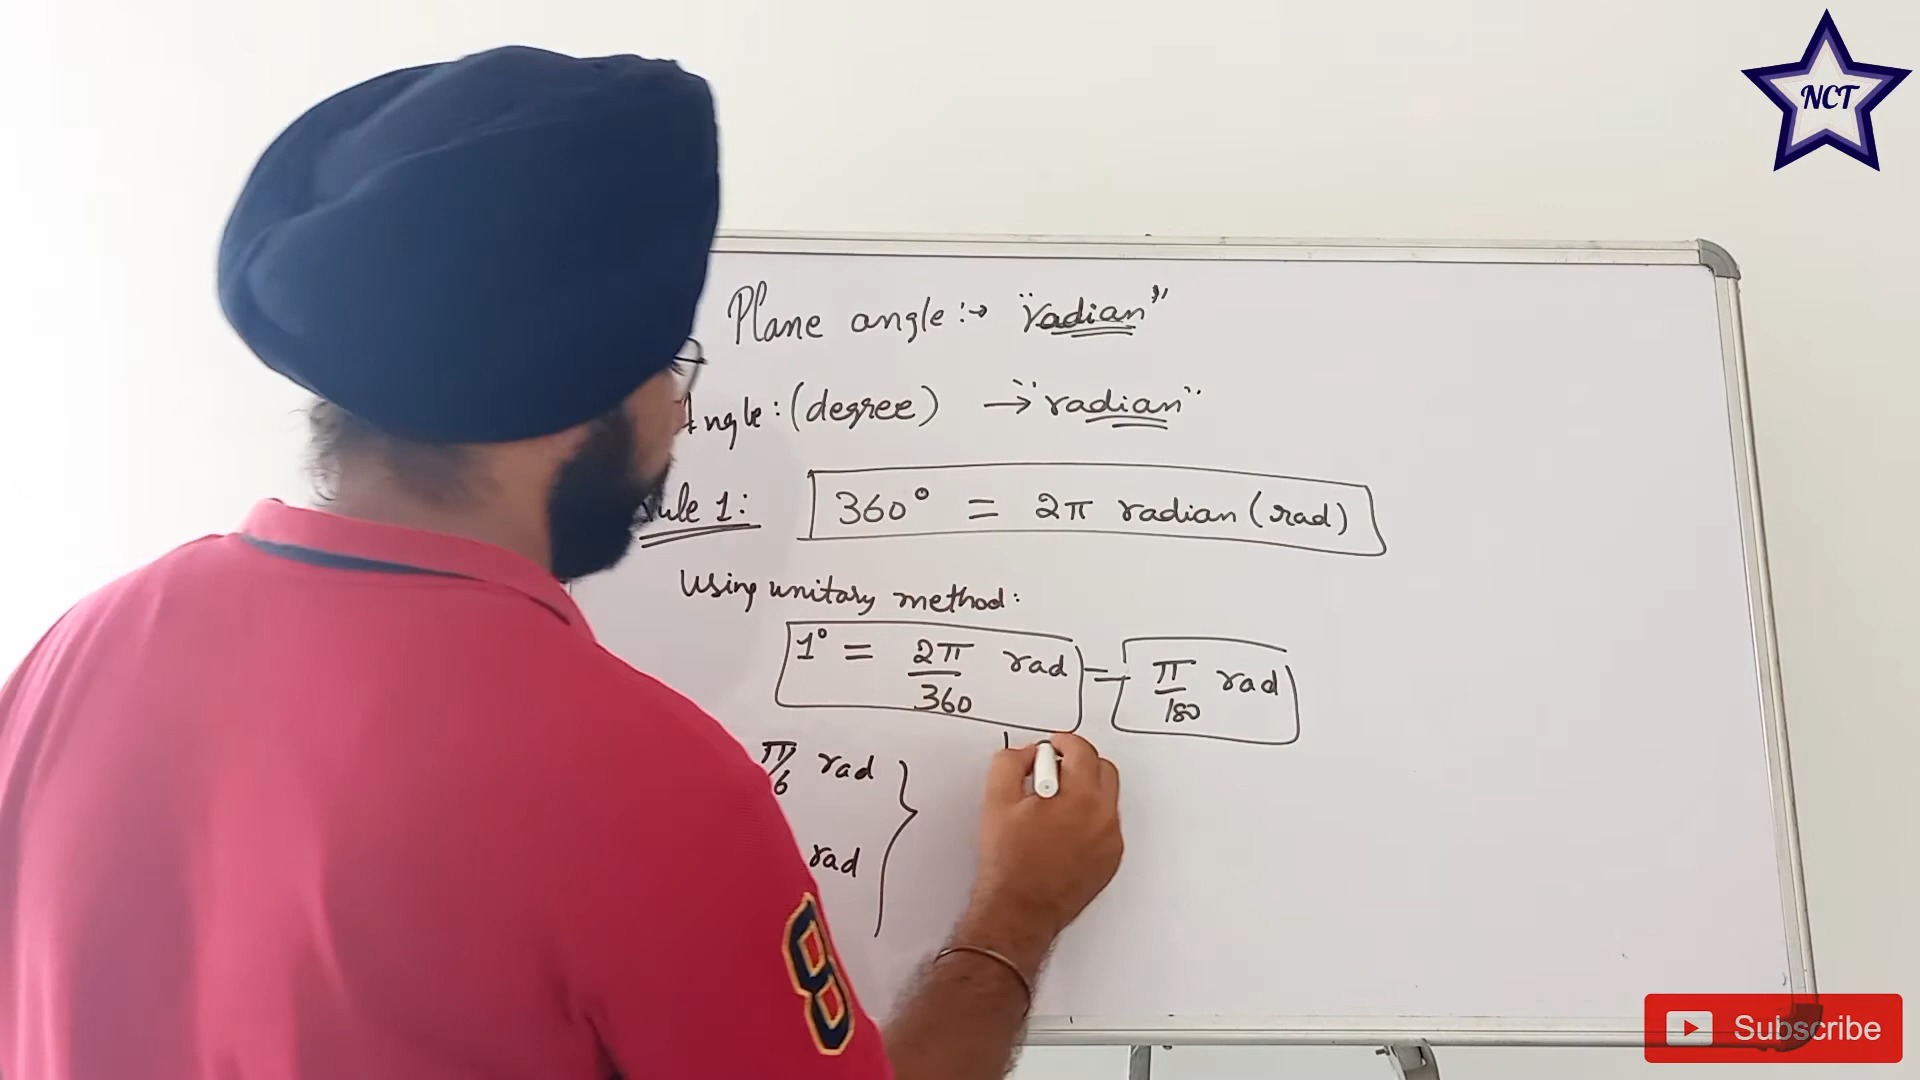 NCT
Plane angle :→ "radian"
Angle : (degree) → "radian"
Rule 1: 360° = 2π radian (rad)
Using unitary method:
1° = 2π/360 rad = π/180 rad
π/6 rad
rad
8
Subscribe